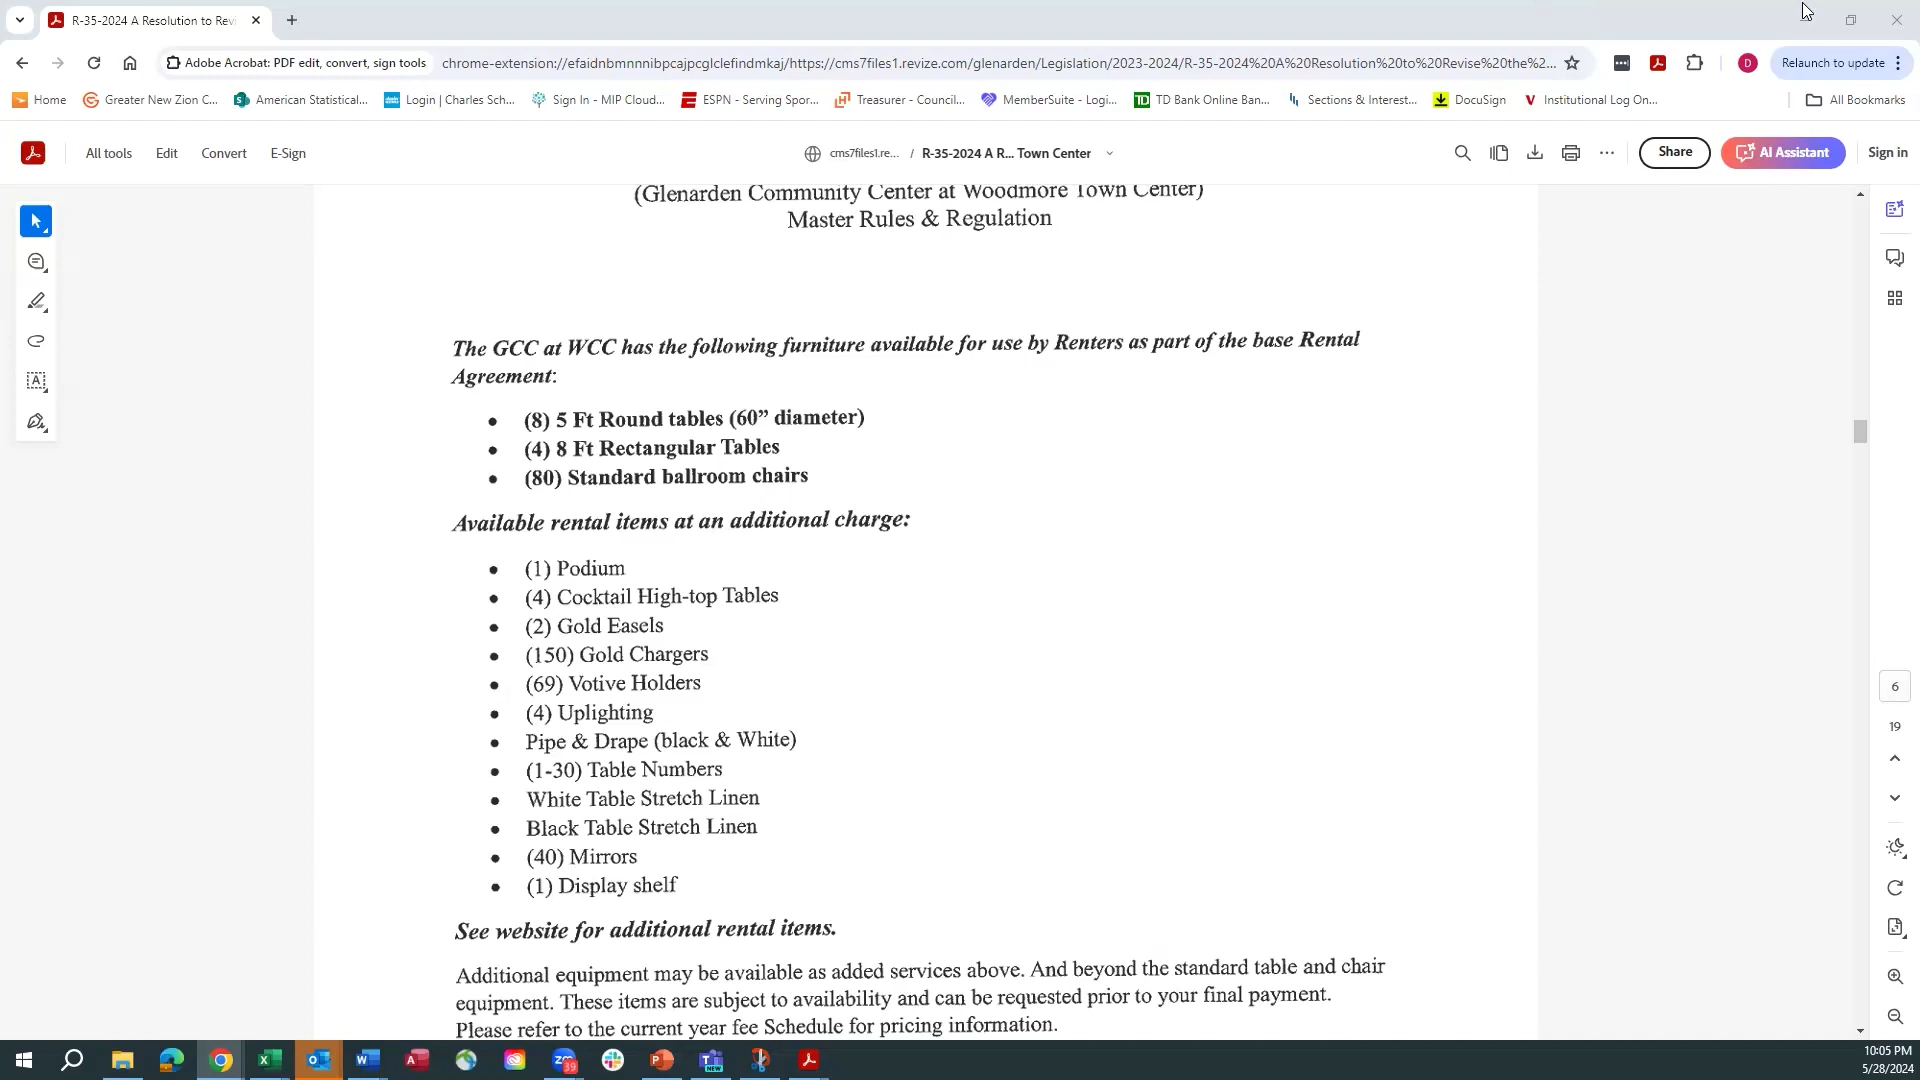 R-35-2024 A Resolution to Revi
Adobe Acrobat: PDF edit, convert, sign tools
chrome-extension://efaidnbmnnnibpcajpcglclefindmkaj/https://cms7files1.revize.com/glenarden/Legislation/2023-2024/R-35-2024%20A%20Resolution%20to%20Revise%20the%2...
Relaunch to update
D
Home
Greater New Zion C...
American Statistical...
Login | Charles Sch...
Sign In - MIP Cloud...
ESPN - Serving Spor...
Treasurer - Council...
MemberSuite - Logi...
TD Bank Online Ban...
Sections & Interest...
DocuSign
Institutional Log On...
All Bookmarks
All tools
Edit
Convert
E-Sign
cms7files1.re... / R-35-2024 A R... Town Center
Share
AI Assistant
Sign in
(Glenarden Community Center at Woodmore Town Center)
Master Rules & Regulation
The GCC at WCC has the following furniture available for use by Renters as part of the base Rental
Agreement:
• (8) 5 Ft Round tables (60” diameter)
• (4) 8 Ft Rectangular Tables
• (80) Standard ballroom chairs
Available rental items at an additional charge:
• (1) Podium
• (4) Cocktail High-top Tables
• (2) Gold Easels
• (150) Gold Chargers
• (69) Votive Holders
• (4) Uplighting
• Pipe & Drape (black & White)
• (1-30) Table Numbers
• White Table Stretch Linen
• Black Table Stretch Linen
• (40) Mirrors
• (1) Display shelf
See website for additional rental items.
Additional equipment may be available as added services above. And beyond the standard table and chair
equipment. These items are subject to availability and can be requested prior to your final payment.
Please refer to the current year fee Schedule for pricing information.
6
19
39
NEW
10:05 PM
5/28/2024